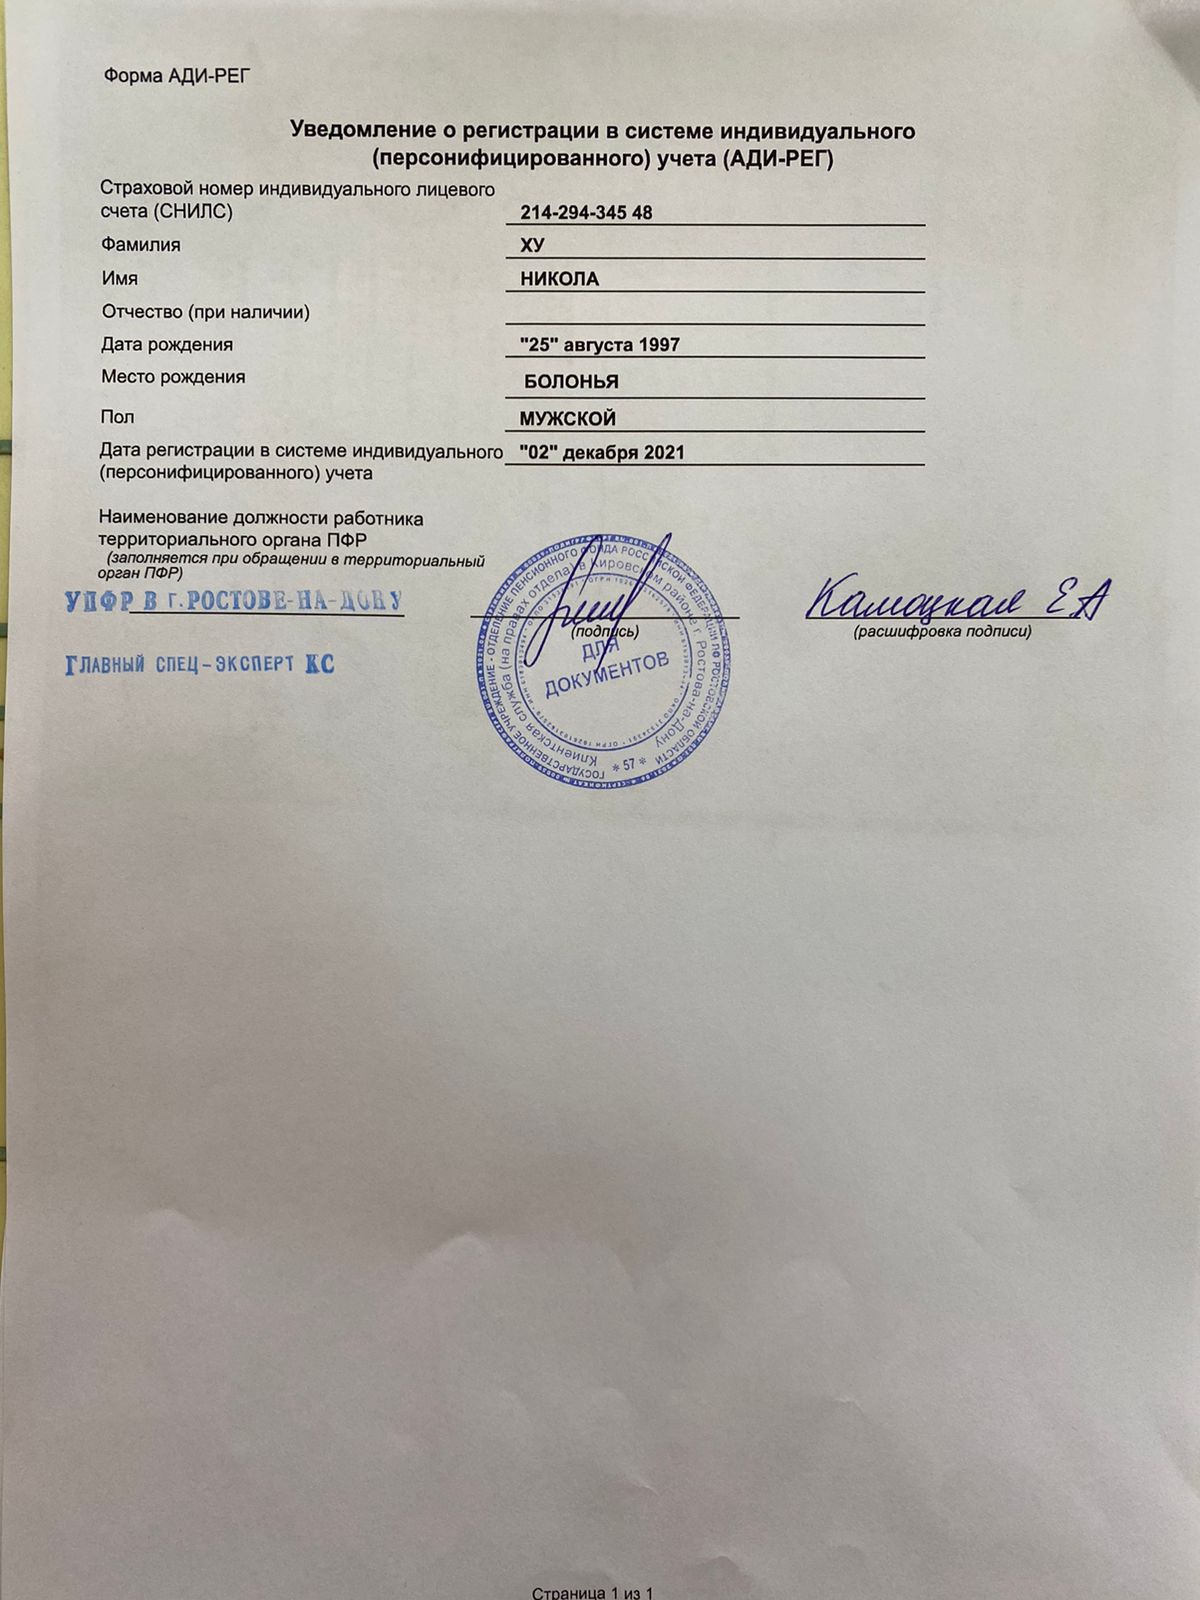 Форма АДИ-РЕГ
Уведомление о регистрации в системе индивидуального
(персонифицированного) учета (АДИ-РЕГ)
Страховой номер индивидуального лицевого
счета (СНИЛС) 214-294-345 48
Фамилия ХУ
Имя НИКОЛА
Отчество (при наличии)
Дата рождения "25" августа 1997
Место рождения БОЛОНЬЯ
Пол МУЖСКОЙ
Дата регистрации в системе индивидуального "02" декабря 2021
(персонифицированного) учета
Наименование должности работника
территориального органа ПФР
(заполняется при обращении в территориальный
орган ПФР)
УПФР В г.РОСТОВЕ-НА-ДОНУ
Камоцкая ЕА
(подпись) (расшифровка подписи)
ГЛАВНЫЙ СПЕЦ-ЭКСПЕРТ КС
ГОСУДАРСТВЕННОЕ УЧРЕЖДЕНИЕ - ОТДЕЛЕНИЕ ПЕНСИОННОГО ФОНДА РОССИЙСКОЙ ФЕДЕРАЦИИ ПО РОСТОВСКОЙ ОБЛАСТИ
Клиентская служба (на правах отдела) в Кировском районе г. Ростова-на-Дону
ДЛЯ
ДОКУМЕНТОВ
* 57 *
Страница 1 из 1